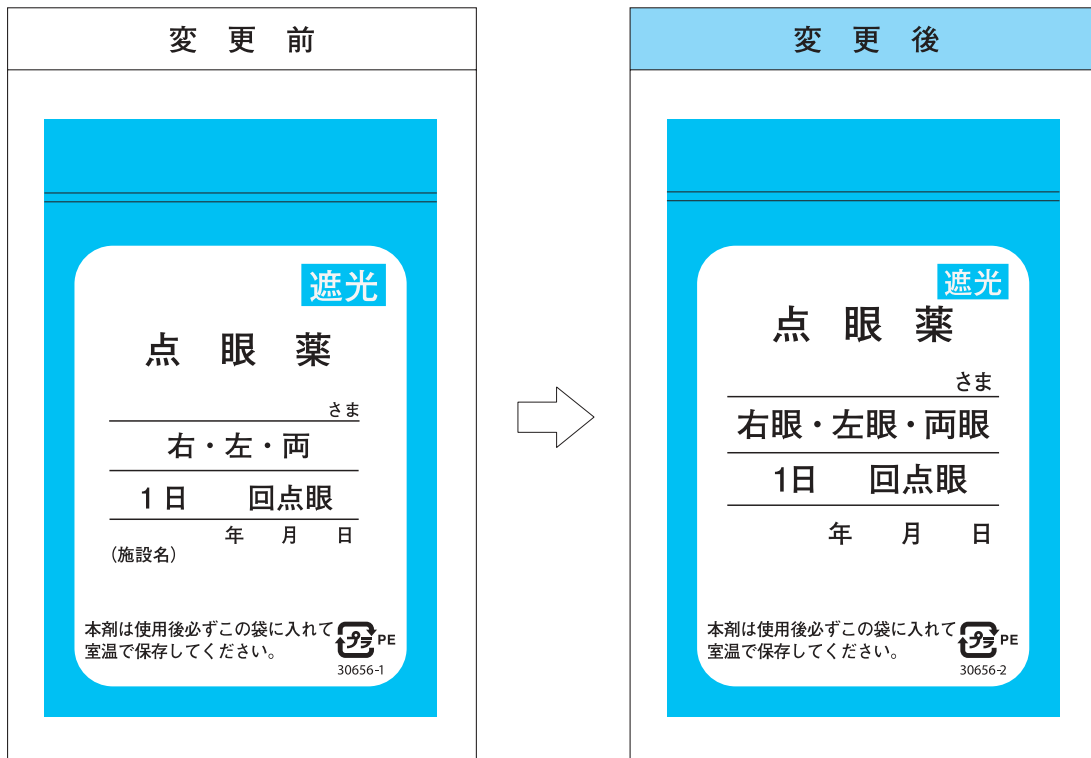 変更前
遮光
点眼薬
さま
右・左・両
1日 回点眼
年 月 日
(施設名)
本剤は使用後必ずこの袋に入れて
室温で保存してください。
プラ PE
30656-1
変更後
遮光
点眼薬
さま
右眼・左眼・両眼
1日 回点眼
年 月 日
本剤は使用後必ずこの袋に入れて
室温で保存してください。
プラ PE
30656-2